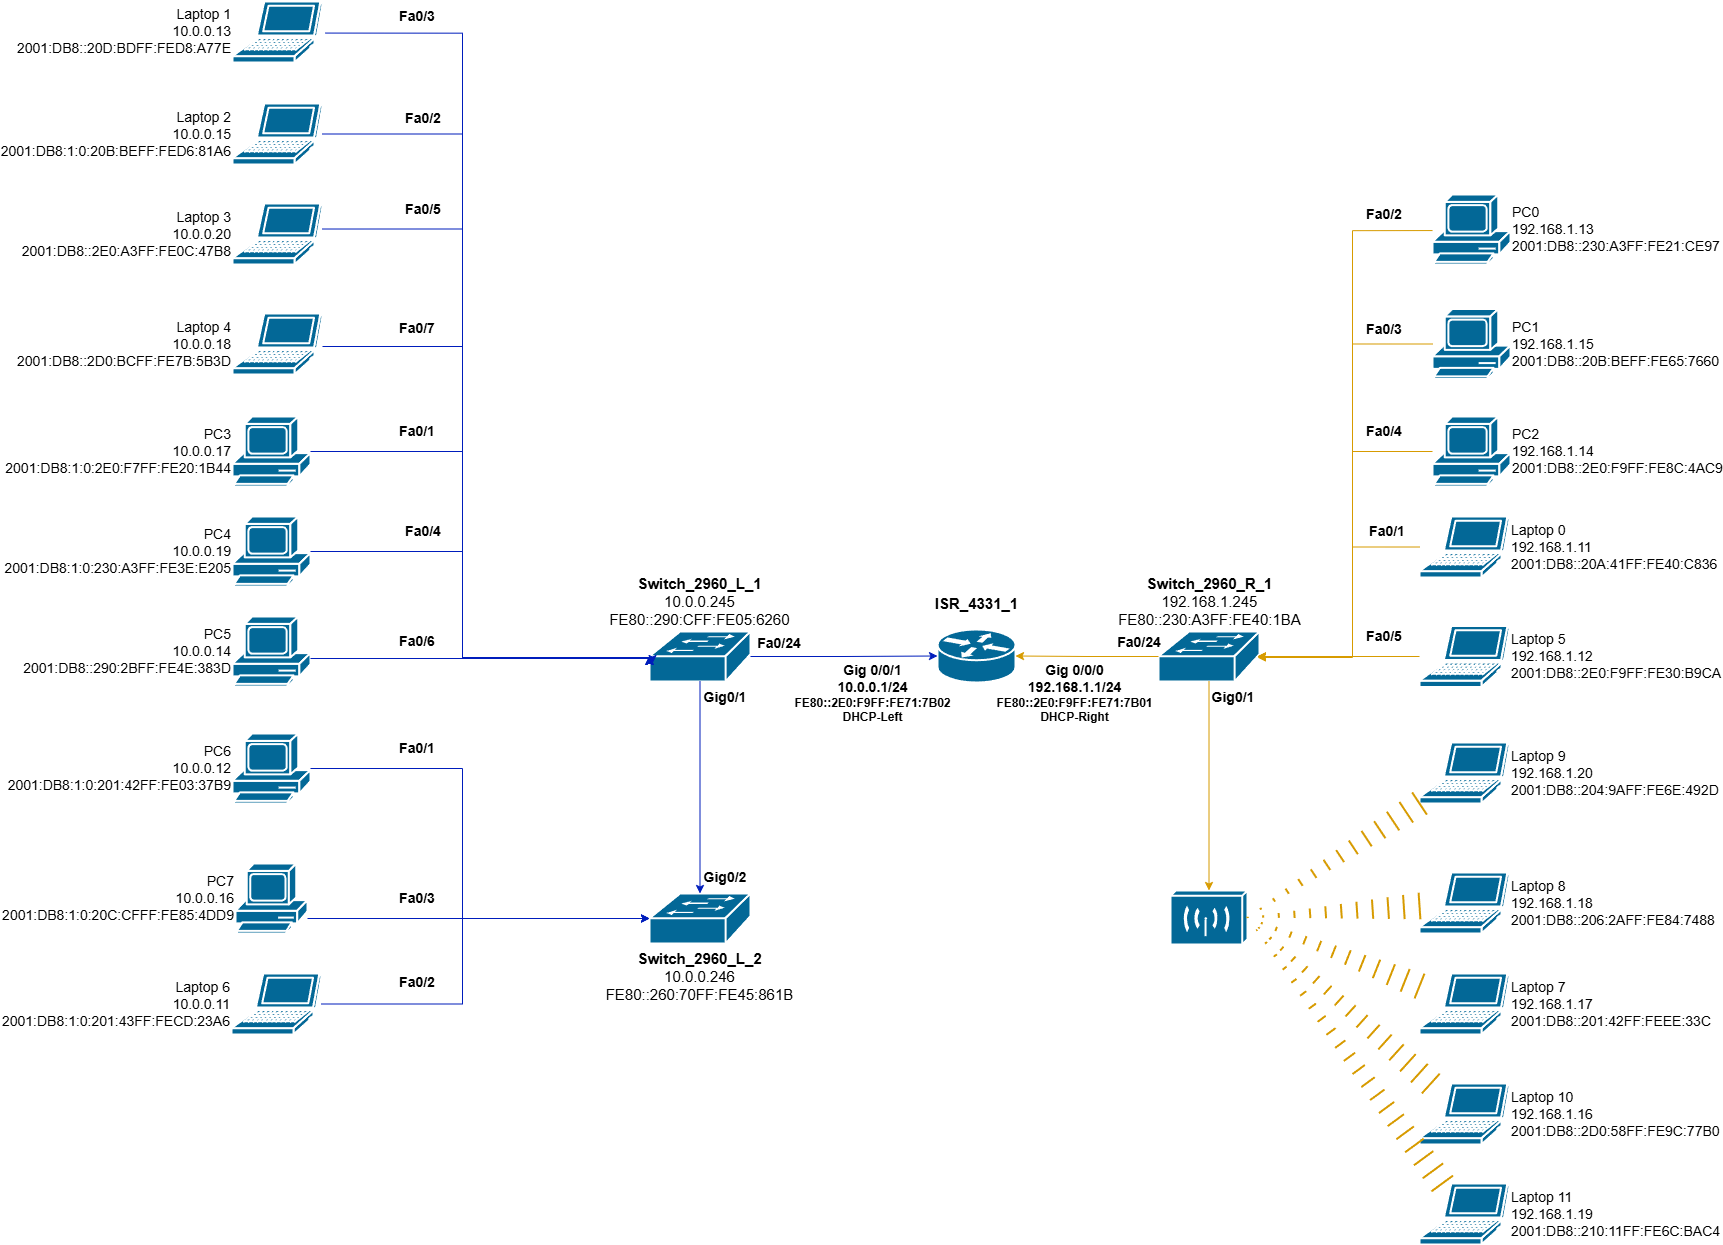 Laptop 1
10.0.0.13
2001:DB8::20D:BDFF:FED8:A77E
Fa0/3
Laptop 2
10.0.0.15
2001:DB8:1:0:20B:BEFF:FED6:81A6
Fa0/2
Laptop 3
10.0.0.20
2001:DB8::2E0:A3FF:FE0C:47B8
Fa0/5
Laptop 4
10.0.0.18
2001:DB8::2D0:BCFF:FE7B:5B3D
Fa0/7
PC3
10.0.0.17
2001:DB8:1:0:2E0:F7FF:FE20:1B44
Fa0/1
PC4
10.0.0.19
2001:DB8:1:0:230:A3FF:FE3E:E205
Fa0/4
PC5
10.0.0.14
2001:DB8::290:2BFF:FE4E:383D
Fa0/6
PC6
10.0.0.12
2001:DB8:1:0:201:42FF:FE03:37B9
Fa0/1
PC7
10.0.0.16
2001:DB8:1:0:20C:CFFF:FE85:4DD9
Fa0/3
Laptop 6
10.0.0.11
2001:DB8:1:0:201:43FF:FECD:23A6
Fa0/2
Switch_2960_L_1
10.0.0.245
FE80::290:CFF:FE05:6260
Fa0/24
Gig0/1
Gig0/2
Switch_2960_L_2
10.0.0.246
FE80::260:70FF:FE45:861B
ISR_4331_1
Gig 0/0/1
10.0.0.1/24
FE80::2E0:F9FF:FE71:7B02
DHCP-Left
Gig 0/0/0
192.168.1.1/24
FE80::2E0:F9FF:FE71:7B01
DHCP-Right
Switch_2960_R_1
192.168.1.245
FE80::230:A3FF:FE40:1BA
Fa0/24
Gig0/1
Fa0/2
PC0
192.168.1.13
2001:DB8::230:A3FF:FE21:CE97
Fa0/3
PC1
192.168.1.15
2001:DB8::20B:BEFF:FE65:7660
Fa0/4
PC2
192.168.1.14
2001:DB8::2E0:F9FF:FE8C:4AC9
Fa0/1
Laptop 0
192.168.1.11
2001:DB8::20A:41FF:FE40:C836
Fa0/5
Laptop 5
192.168.1.12
2001:DB8::2E0:F9FF:FE30:B9CA
Laptop 9
192.168.1.20
2001:DB8::204:9AFF:FE6E:492D
Laptop 8
192.168.1.18
2001:DB8::206:2AFF:FE84:7488
Laptop 7
192.168.1.17
2001:DB8::201:42FF:FEEE:33C
Laptop 10
192.168.1.16
2001:DB8::2D0:58FF:FE9C:77B0
Laptop 11
192.168.1.19
2001:DB8::210:11FF:FE6C:BAC4